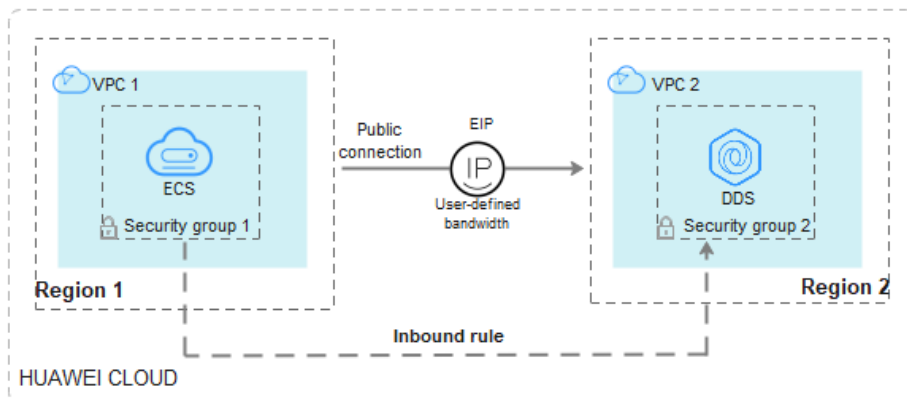 VPC 1
ECS
Security group 1
Region 1
Public
connection
EIP
IP
User-defined
bandwidth
VPC 2
DDS
Security group 2
Region 2
Inbound rule
HUAWEI CLOUD